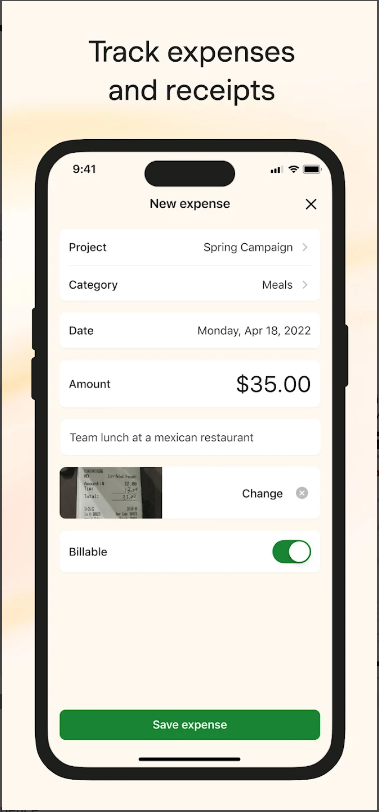 Track expenses
and receipts
9:41
New expense
Project Spring Campaign
Category Meals
Date Monday, Apr 18, 2022
Amount $35.00
Team lunch at a mexican restaurant
Total:
Change
Billable
Save expense